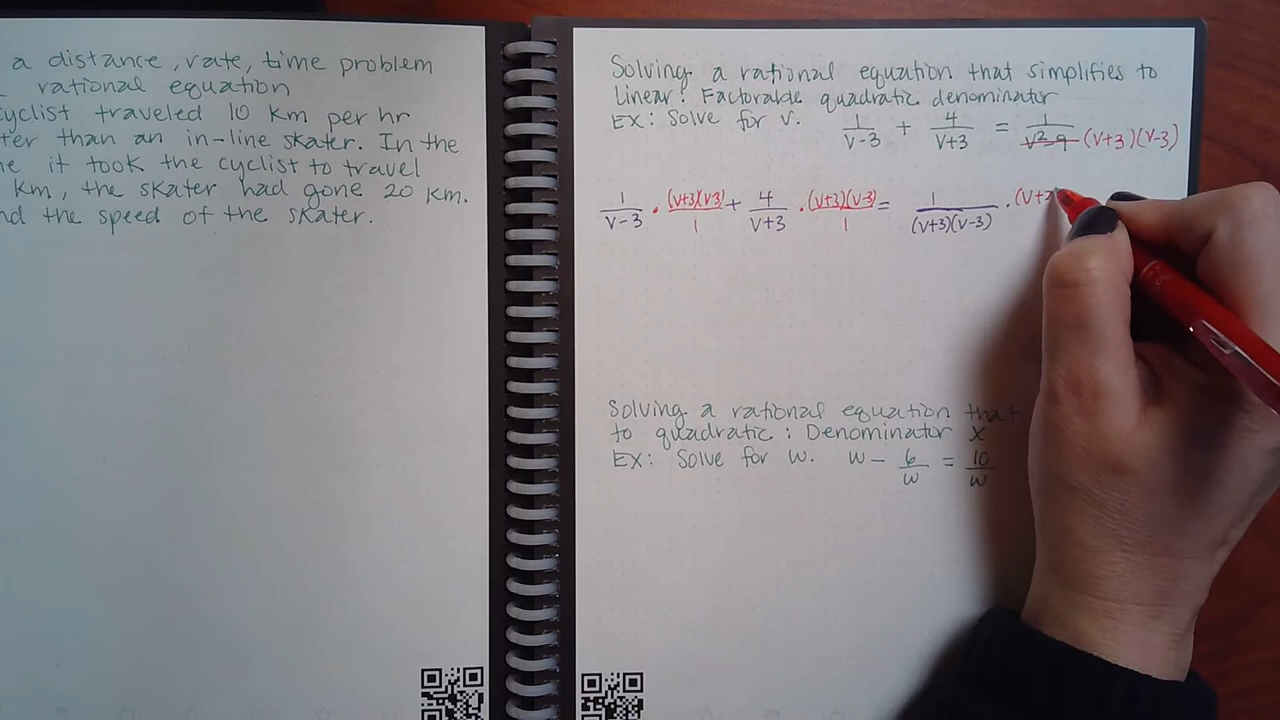 a distance, rate, time problem
rational equation
cyclist traveled 10 km per hr
than an in-line skater. In the
it took the cyclist to travel
km, the skater had gone 20 km.
the speed of the skater.
Solving a rational equation that simplifies to
linear: Factorable quadratic denominator
EX: Solve for v. 1/(v-3) + 4/(v+3) = 1/(v²-9) (v+3)(v-3)
1/(v-3) · (v+3)(v-3)/1 + 4/(v+3) · (v+3)(v-3)/1 = 1/((v+3)(v-3)) · (v+3
Solving a rational equation that
to quadratic: Denominator x
EX: Solve for w. w - 6/w = 10/w